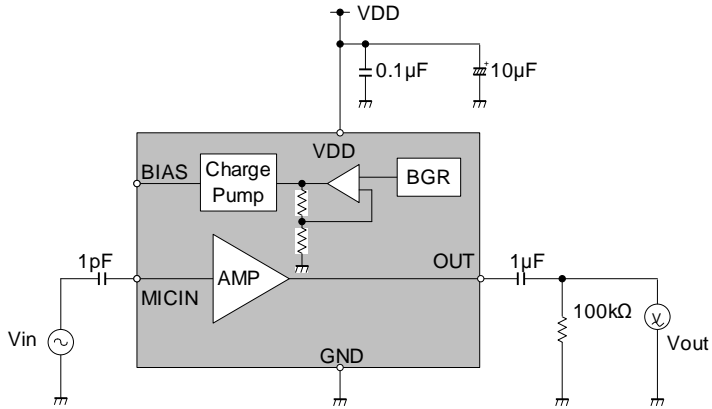 VDD
0.1µF
10µF
VDD
BIAS
Charge
Pump
BGR
1pF
MICIN
AMP
OUT
1µF
100kΩ
Vin
V
Vout
GND